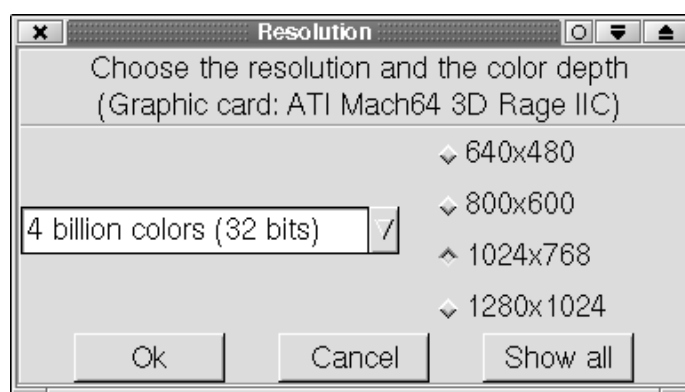 Resolution
Choose the resolution and the color depth
(Graphic card: ATI Mach64 3D Rage IIC)
640x480
800x600
4 billion colors (32 bits)
1024x768
1280x1024
Ok Cancel Show all